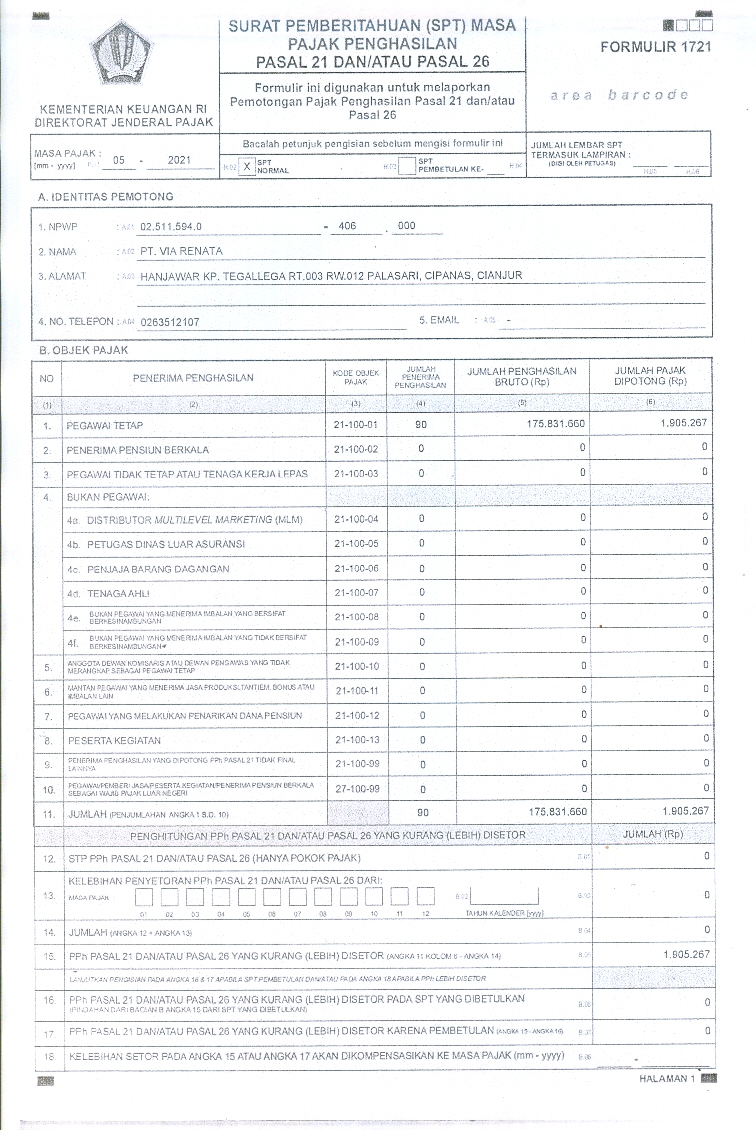 SURAT PEMBERITAHUAN (SPT) MASA
PAJAK PENGHASILAN
PASAL 21 DAN/ATAU PASAL 26
FORMULIR 1721
Formulir ini digunakan untuk melaporkan
Pemotongan Pajak Penghasilan Pasal 21 dan/atau
Pasal 26
area barcode
KEMENTERIAN KEUANGAN RI
DIREKTORAT JENDERAL PAJAK
Bacalah petunjuk pengisian sebelum mengisi formulir ini
MASA PAJAK :
[mm - yyyy] 05 - 2021
H.02 X SPT NORMAL
H.03 SPT PEMBETULAN KE- H.04
JUMLAH LEMBAR SPT
TERMASUK LAMPIRAN :
(DIISI OLEH PETUGAS) H.05 H.06
A. IDENTITAS PEMOTONG
1. NPWP : A.01 02.511.594.0 - 406 . 000
2. NAMA : A.02 PT. VIA RENATA
3. ALAMAT : A.03 HANJAWAR KP. TEGALLEGA RT.003 RW.012 PALASARI, CIPANAS, CIANJUR
4. NO. TELEPON : A.04 0263512107 5. EMAIL : A.05 -
B. OBJEK PAJAK
NO PENERIMA PENGHASILAN KODE OBJEK PAJAK JUMLAH PENERIMA PENGHASILAN JUMLAH PENGHASILAN BRUTO (Rp) JUMLAH PAJAK DIPOTONG (Rp)
(1) (2) (3) (4) (5) (6)
1. PEGAWAI TETAP 21-100-01 90 175.831.660 1.905.267
2. PENERIMA PENSIUN BERKALA 21-100-02 0 0 0
3. PEGAWAI TIDAK TETAP ATAU TENAGA KERJA LEPAS 21-100-03 0 0 0
4. BUKAN PEGAWAI:
4a. DISTRIBUTOR MULTILEVEL MARKETING (MLM) 21-100-04 0 0 0
4b. PETUGAS DINAS LUAR ASURANSI 21-100-05 0 0 0
4c. PENJAJA BARANG DAGANGAN 21-100-06 0 0 0
4d. TENAGA AHLI 21-100-07 0 0 0
4e. BUKAN PEGAWAI YANG MENERIMA IMBALAN YANG BERSIFAT BERKESINAMBUNGAN 21-100-08 0 0 0
4f. BUKAN PEGAWAI YANG MENERIMA IMBALAN YANG TIDAK BERSIFAT BERKESINAMBUNGAN 21-100-09 0 0 0
5. ANGGOTA DEWAN KOMISARIS ATAU DEWAN PENGAWAS YANG TIDAK MERANGKAP SEBAGAI PEGAWAI TETAP 21-100-10 0 0 0
6. MANTAN PEGAWAI YANG MENERIMA JASA PRODUKSI, TANTIEM, BONUS ATAU IMBALAN LAIN 21-100-11 0 0 0
7. PEGAWAI YANG MELAKUKAN PENARIKAN DANA PENSIUN 21-100-12 0 0 0
8. PESERTA KEGIATAN 21-100-13 0 0 0
9. PENERIMA PENGHASILAN YANG DIPOTONG PPh PASAL 21 TIDAK FINAL LAINNYA 21-100-99 0 0 0
10. PEGAWAI/PEMBERI JASA/PESERTA KEGIATAN/PENERIMA PENSIUN BERKALA SEBAGAI WAJIB PAJAK LUAR NEGERI 27-100-99 0 0 0
11. JUMLAH (PENJUMLAHAN ANGKA 1 S.D. 10) 90 175.831.660 1.905.267
PENGHITUNGAN PPh PASAL 21 DAN/ATAU PASAL 26 YANG KURANG (LEBIH) DISETOR JUMLAH (Rp)
12. STP PPh PASAL 21 DAN/ATAU PASAL 26 (HANYA POKOK PAJAK) B.01 0
13. KELEBIHAN PENYETORAN PPh PASAL 21 DAN/ATAU PASAL 26 DARI:
MASA PAJAK B.02 B.03 0
01 02 03 04 05 06 07 08 09 10 11 12 TAHUN KALENDER [yyyy]
14. JUMLAH (ANGKA 12 + ANGKA 13) B.04 0
15. PPh PASAL 21 DAN/ATAU PASAL 26 YANG KURANG (LEBIH) DISETOR (ANGKA 11 KOLOM 6 - ANGKA 14) B.05 1.905.267
LANJUTKAN PENGISIAN PADA ANGKA 16 & 17 APABILA SPT PEMBETULAN DAN/ATAU PADA ANGKA 18 APABILA PPh LEBIH DISETOR
16. PPh PASAL 21 DAN/ATAU PASAL 26 YANG KURANG (LEBIH) DISETOR PADA SPT YANG DIBETULKAN B.06 0
(PINDAHAN DARI BAGIAN B ANGKA 15 DARI SPT YANG DIBETULKAN)
17. PPh PASAL 21 DAN/ATAU PASAL 26 YANG KURANG (LEBIH) DISETOR KARENA PEMBETULAN (ANGKA 15 - ANGKA 16) B.07 0
18. KELEBIHAN SETOR PADA ANGKA 15 ATAU ANGKA 17 AKAN DIKOMPENSASIKAN KE MASA PAJAK (mm - yyyy) B.08 -
HALAMAN 1